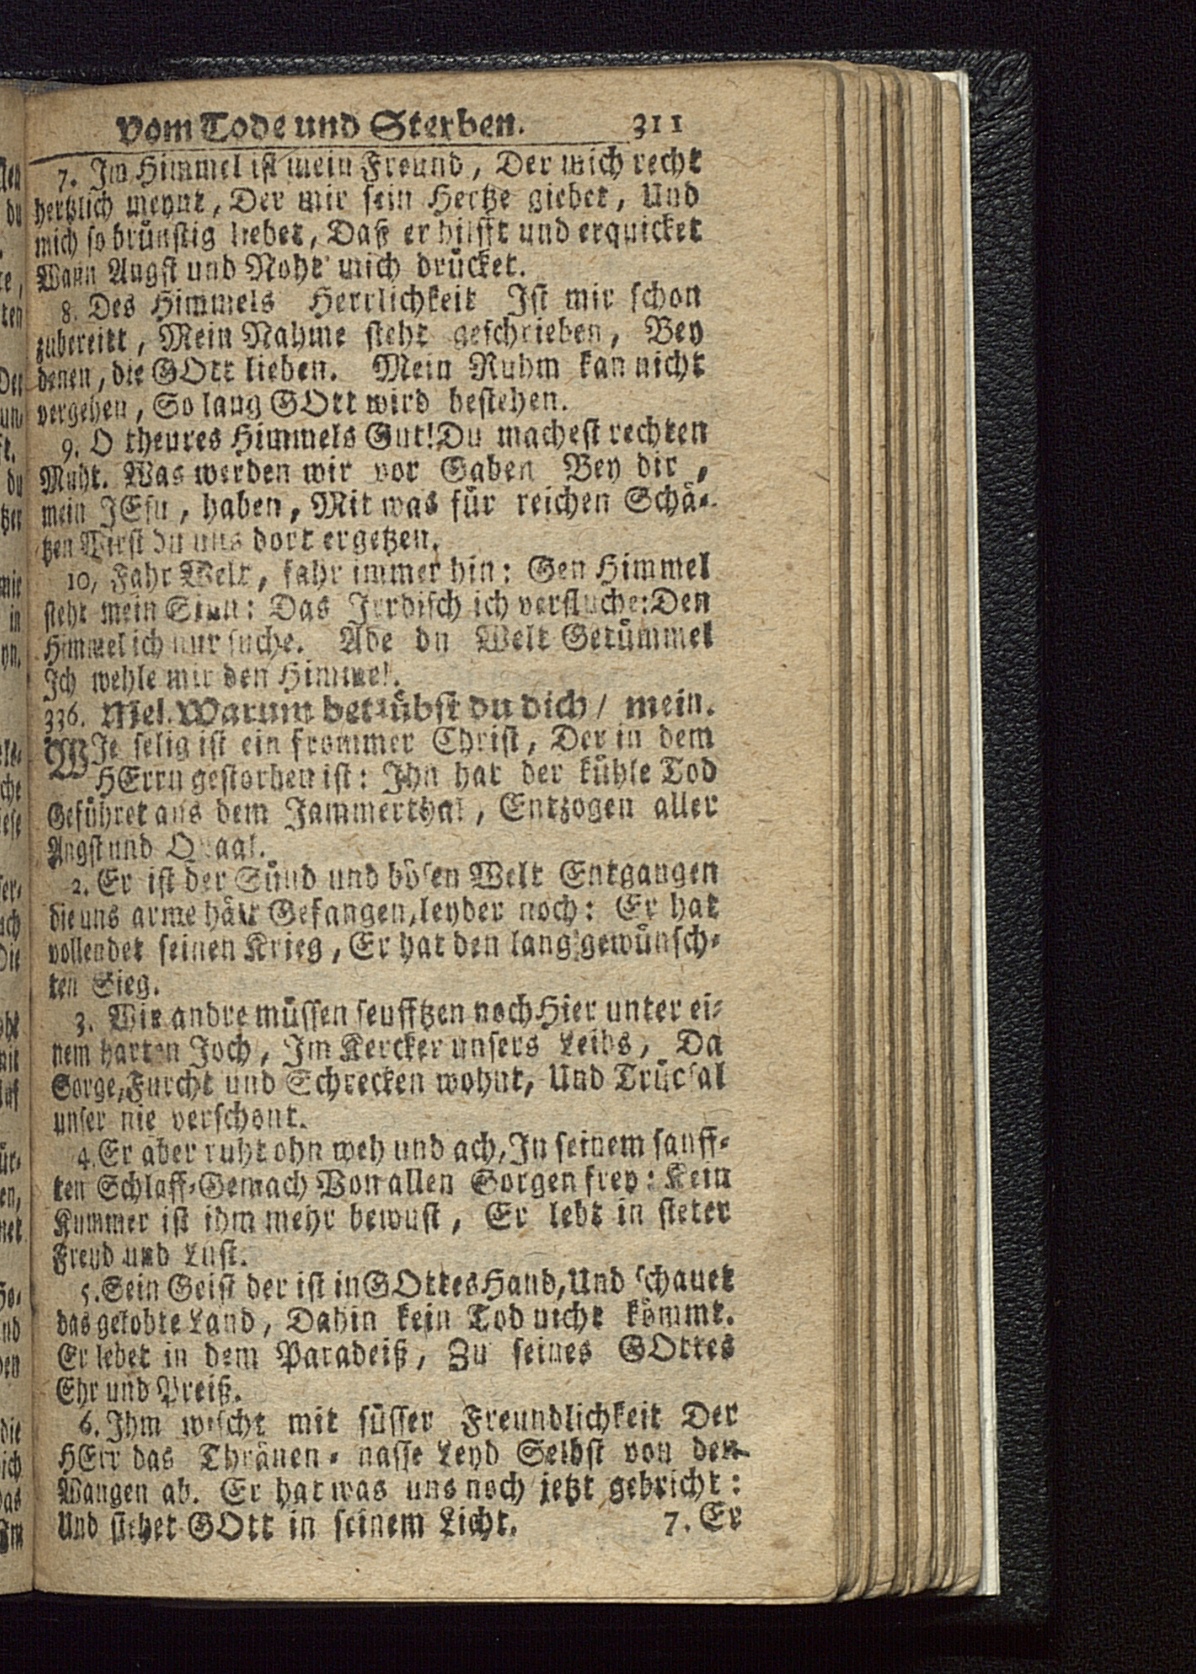 vom Tode und Sterben. 311
7. Im Himmel ist mein Freund, Der mich recht
hertzlich meynt, Der mir sein Hertze giebet, Und
mich so brünstig liebet, Daß er hilfft und erquicket
Wann Angst und Noht mich drücket.
8. Des Himmels Herrlichkeit Ist mir schon
zubereitt, Mein Nahme steht geschrieben, Bey
denen, die GOtt lieben. Mein Ruhm kan nicht
vergehen, So lang GOtt wird bestehen.
9. O theures Himmels Gut! Du machest rechten
Muht. Was werden wir vor Gaben Bey dir,
mein JEsu, haben, Mit was für reichen Schä-
tzen Wirst du uns dort ergetzen.
10, Fahr Welt, fahr immer hin: Gen Himmel
steht mein Sinn: Das Irrdisch ich verfluche: Den
Himmel ich nur suche. Ade du Welt Getümmel
Ich wehle mir den Himmel.
336. Mel. Warum betrübst du dich / mein.
WIe selig ist ein frommer Christ, Der in dem
HErrn gestorben ist: Ihn hat der kühle Tod
Geführet aus dem Jammerthal, Entzogen aller
Angst und Quaal.
2. Er ist der Sünd und bösen Welt Entgangen
die uns arme hält Gefangen, leyder noch: Er hat
vollendet seinen Krieg, Er hat den lang gewünsch-
ten Sieg.
3. Wir andre müssen seufftzen noch Hier unter ei-
nem harten Joch, Im Kercker unsers Leibs, Da
Sorge, Furcht und Schrecken wohnt, Und Trücsal
unser nie verschont.
4. Er aber ruht ohn weh und ach, In seinem sanff-
ten Schlaff-Gemach Von allen Sorgen frey: Kein
Kummer ist ihm mehr bewust, Er lebt in steter
Freud und Lust.
5. Sein Geist der ist in GOttes Hand, Und schauet
das gelobte Land, Dahin kein Tod nicht kömmt.
Er lebet in dem Paradeiß, Zu seines GOttes
Ehr und Preiß.
6. Ihm wischt mit süsser Freundlichkeit Der
HErr das Thränen-nasse Leyd Selbst von den
Wangen ab. Er hat was uns noch jetzt gebricht:
Und siehet GOtt in seinem Licht. 7. Er